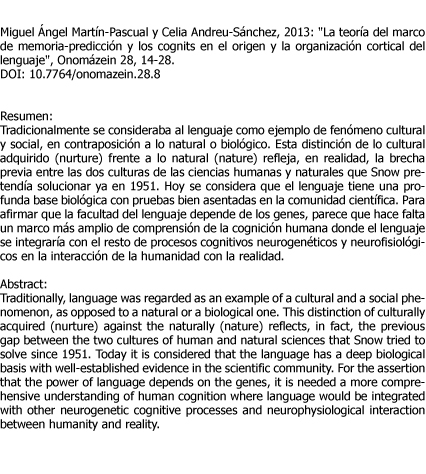 Miguel Ángel Martín-Pascual y Celia Andreu-Sánchez, 2013: "La teoría del marco
de memoria-predicción y los cognits en el origen y la organización cortical del
lenguaje", Onomázein 28, 14-28.
DOI: 10.7764/onomazein.28.8
Resumen:
Tradicionalmente se consideraba al lenguaje como ejemplo de fenómeno cultural
y social, en contraposición a lo natural o biológico. Esta distinción de lo cultural
adquirido (nurture) frente a lo natural (nature) refleja, en realidad, la brecha
previa entre las dos culturas de las ciencias humanas y naturales que Snow pre-
tendía solucionar ya en 1951. Hoy se considera que el lenguaje tiene una pro-
funda base biológica con pruebas bien asentadas en la comunidad científica. Para
afirmar que la facultad del lenguaje depende de los genes, parece que hace falta
un marco más amplio de comprensión de la cognición humana donde el lenguaje
se integraría con el resto de procesos cognitivos neurogenéticos y neurofisiológi-
cos en la interacción de la humanidad con la realidad.
Abstract:
Traditionally, language was regarded as an example of a cultural and a social phe-
nomenon, as opposed to a natural or a biological one. This distinction of culturally
acquired (nurture) against the naturally (nature) reflects, in fact, the previous
gap between the two cultures of human and natural sciences that Snow tried to
solve since 1951. Today it is considered that the language has a deep biological
basis with well-established evidence in the scientific community. For the assertion
that the power of language depends on the genes, it is needed a more compre-
hensive understanding of human cognition where language would be integrated
with other neurogenetic cognitive processes and neurophysiological interaction
between humanity and reality.